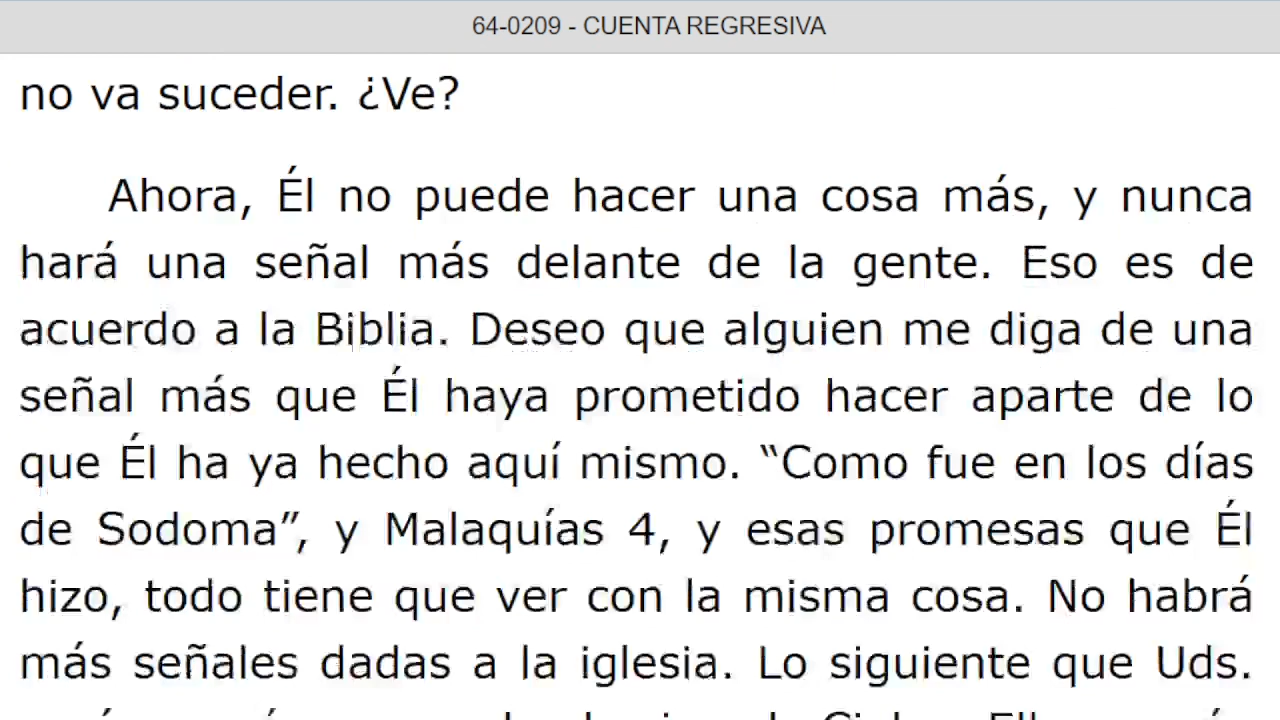 64-0209 - CUENTA REGRESIVA
no va suceder. ¿Ve?
Ahora, Él no puede hacer una cosa más, y nunca
hará una señal más delante de la gente. Eso es de
acuerdo a la Biblia. Deseo que alguien me diga de una
señal más que Él haya prometido hacer aparte de lo
que Él ha ya hecho aquí mismo. “Como fue en los días
de Sodoma”, y Malaquías 4, y esas promesas que Él
hizo, todo tiene que ver con la misma cosa. No habrá
más señales dadas a la iglesia. Lo siguiente que Uds.